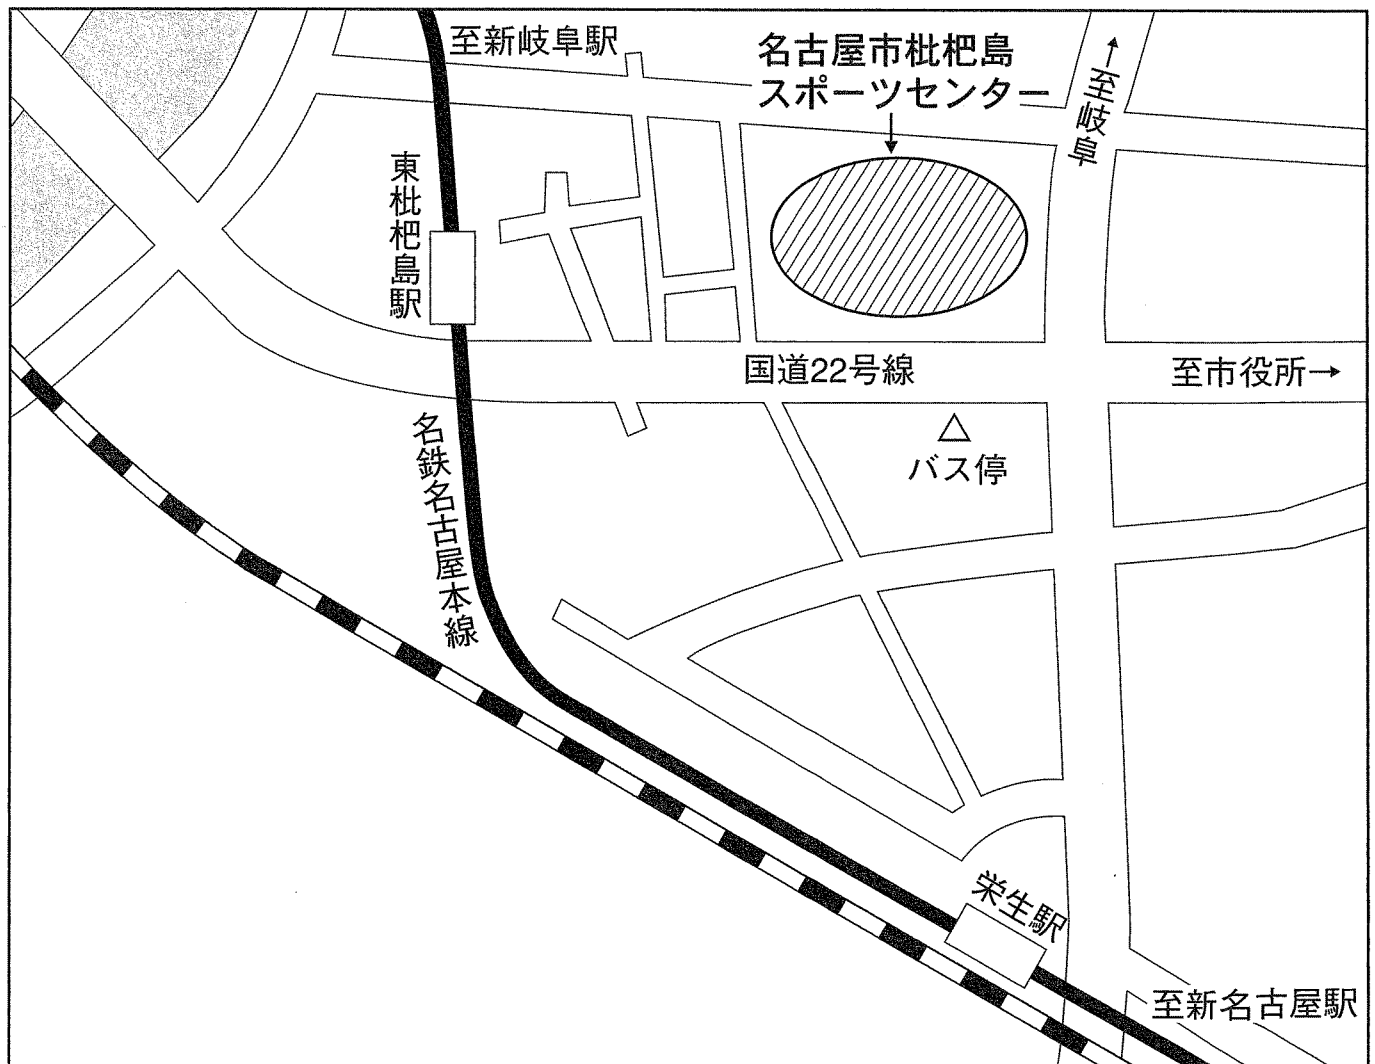 至新岐阜駅
名古屋市枇杷島
スポーツセンター
↑至岐阜
東枇杷島駅
国道22号線
至市役所→
バス停
名鉄名古屋本線
栄生駅
至新名古屋駅